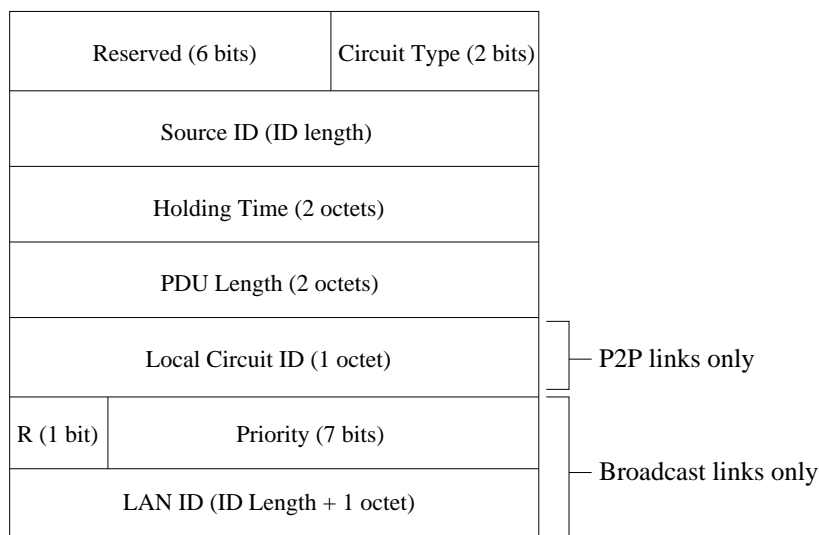 Reserved (6 bits) Circuit Type (2 bits)
Source ID (ID length)
Holding Time (2 octets)
PDU Length (2 octets)
Local Circuit ID (1 octet) P2P links only
R (1 bit) Priority (7 bits)
Broadcast links only
LAN ID (ID Length + 1 octet)